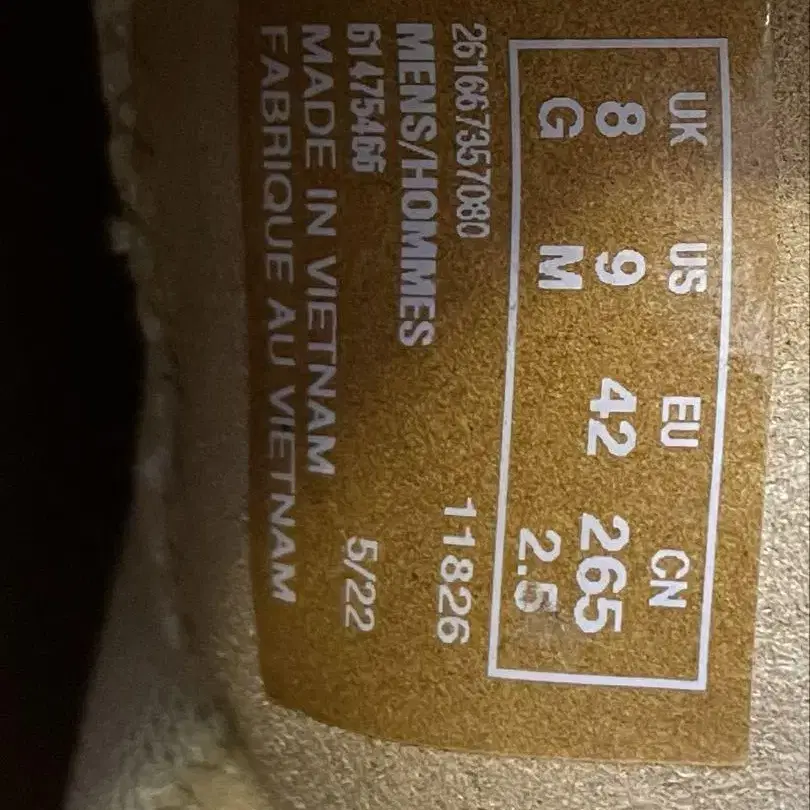 UK US EU CN
8 9 42 265
G M 2.5
261667357080 11826
MENS/HOMMES
61475466 5/22
MADE IN VIETNAM
FABRIQUE AU VIETNAM